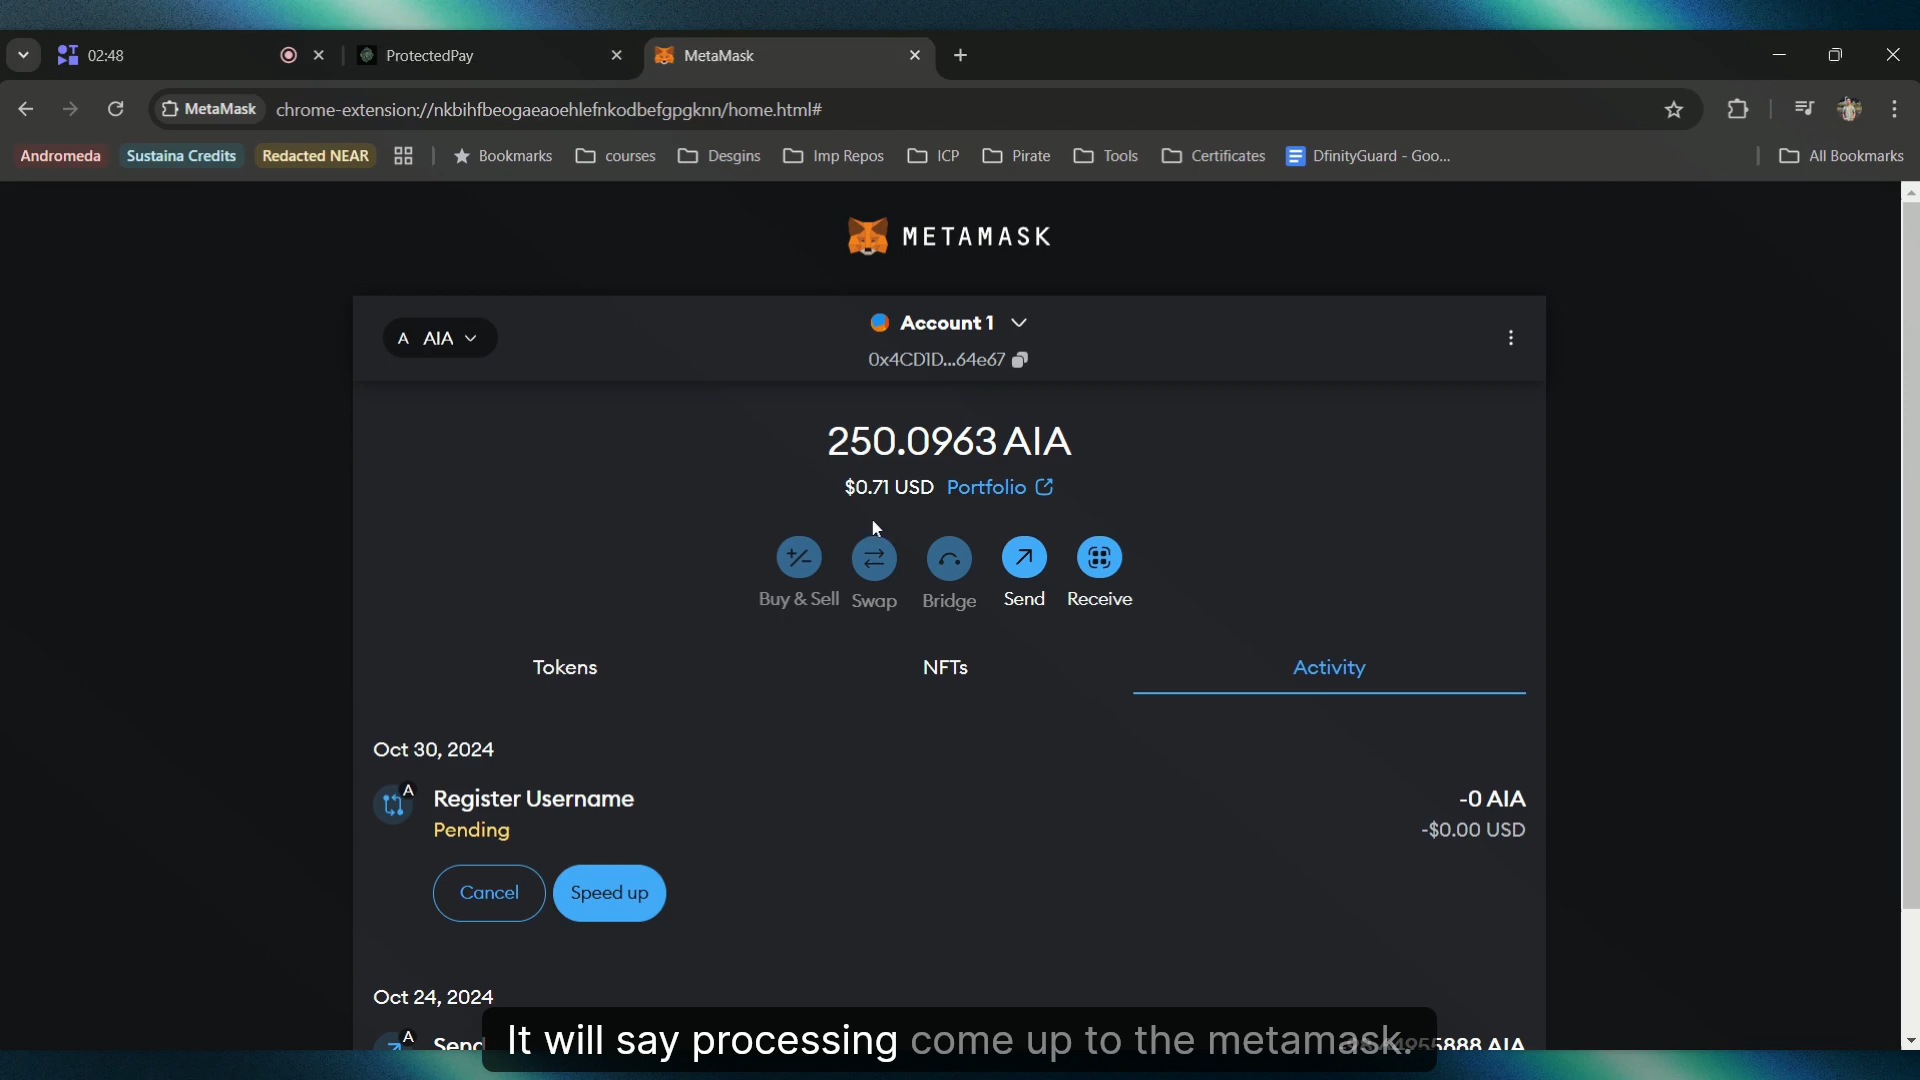 02:48
ProtectedPay
MetaMask
MetaMask
chrome-extension://nkbihfbeogaeaoehlefnkodbefgpgknn/home.html#
Andromeda
Sustaina Credits
Redacted NEAR
Bookmarks
courses
Desgins
Imp Repos
ICP
Pirate
Tools
Certificates
DfinityGuard - Goo...
All Bookmarks
METAMASK
A AIA
Account 1
0x4CD1D...64e67
250.0963 AIA
$0.71 USD Portfolio
Buy & Sell
Swap
Bridge
Send
Receive
Tokens
NFTs
Activity
Oct 30, 2024
A
Register Username
-0 AIA
Pending
-$0.00 USD
Cancel
Speed up
Oct 24, 2024
A
Send
It will say processing come up to the metamask.